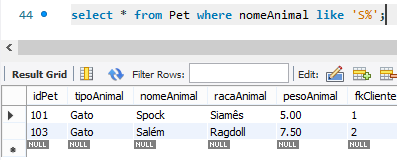 44 select * from Pet where nomeAnimal like 'S%';
Result Grid Filter Rows: Edit:
idPet tipoAnimal nomeAnimal racaAnimal pesoAnimal fkCliente
101 Gato Spock Siamês 5.00 1
103 Gato Salém Ragdoll 7.50 2
NULL NULL NULL NULL NULL NULL